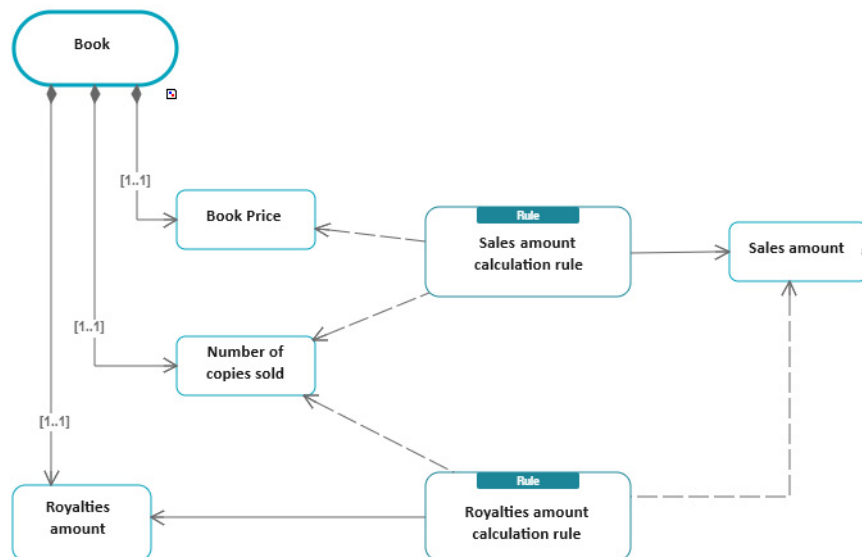 Book
[1..1]
Book Price
Rule
Sales amount
calculation rule
Sales amount
[1..1]
Number of
copies sold
[1..1]
Royalties
amount
Rule
Royalties amount
calculation rule